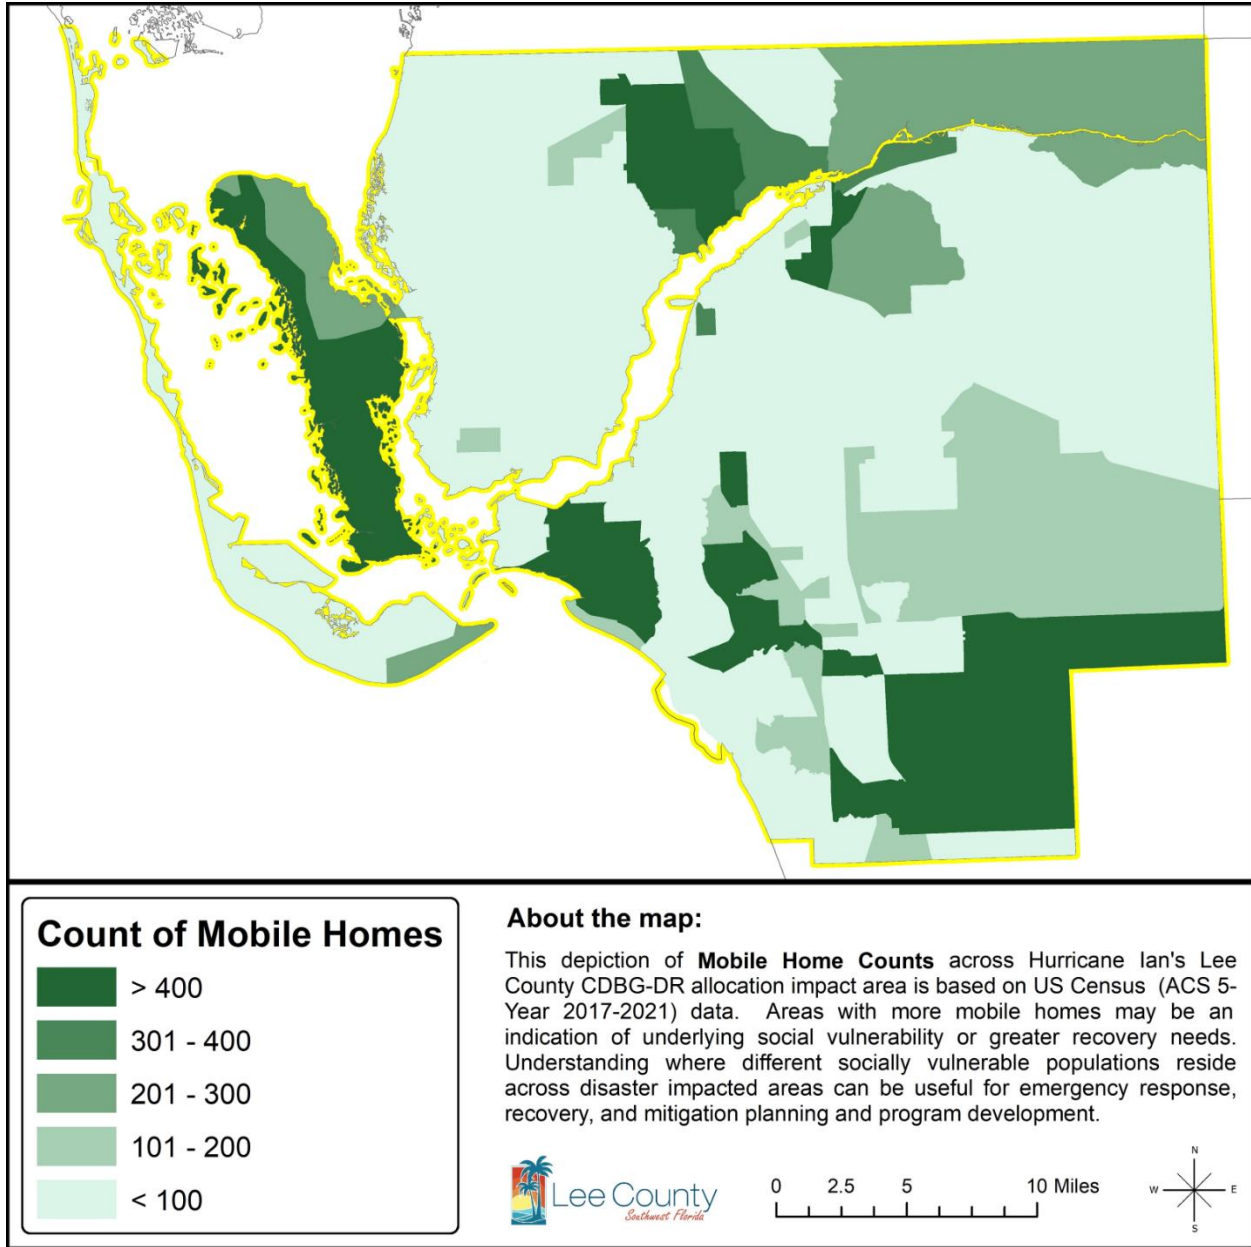 Count of Mobile Homes
> 400
301 - 400
201 - 300
101 - 200
< 100
About the map:
This depiction of Mobile Home Counts across Hurricane Ian's Lee
County CDBG-DR allocation impact area is based on US Census (ACS 5-
Year 2017-2021) data. Areas with more mobile homes may be an
indication of underlying social vulnerability or greater recovery needs.
Understanding where different socially vulnerable populations reside
across disaster impacted areas can be useful for emergency response,
recovery, and mitigation planning and program development.
Lee County
Southwest Florida
0 2.5 5 10 Miles
N
W E
S